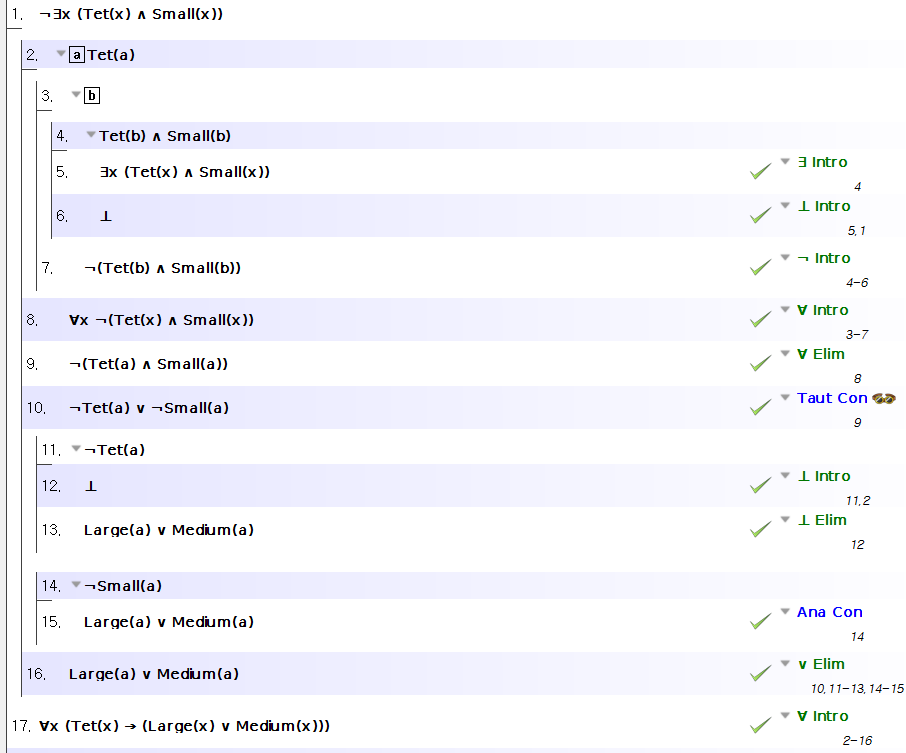 1. ¬∃x (Tet(x) ∧ Small(x))
2. a Tet(a)
3. b
4. Tet(b) ∧ Small(b)
5. ∃x (Tet(x) ∧ Small(x)) ∃ Intro
4
6. ⊥ ⊥ Intro
5,1
7. ¬(Tet(b) ∧ Small(b)) ¬ Intro
4-6
8. ∀x ¬(Tet(x) ∧ Small(x)) ∀ Intro
3-7
9. ¬(Tet(a) ∧ Small(a)) ∀ Elim
8
10. ¬Tet(a) ∨ ¬Small(a) Taut Con
9
11. ¬Tet(a)
12. ⊥ ⊥ Intro
11,2
13. Large(a) ∨ Medium(a) ⊥ Elim
12
14. ¬Small(a)
15. Large(a) ∨ Medium(a) Ana Con
14
16. Large(a) ∨ Medium(a) ∨ Elim
10,11-13,14-15
17. ∀x (Tet(x) → (Large(x) ∨ Medium(x))) ∀ Intro
2-16